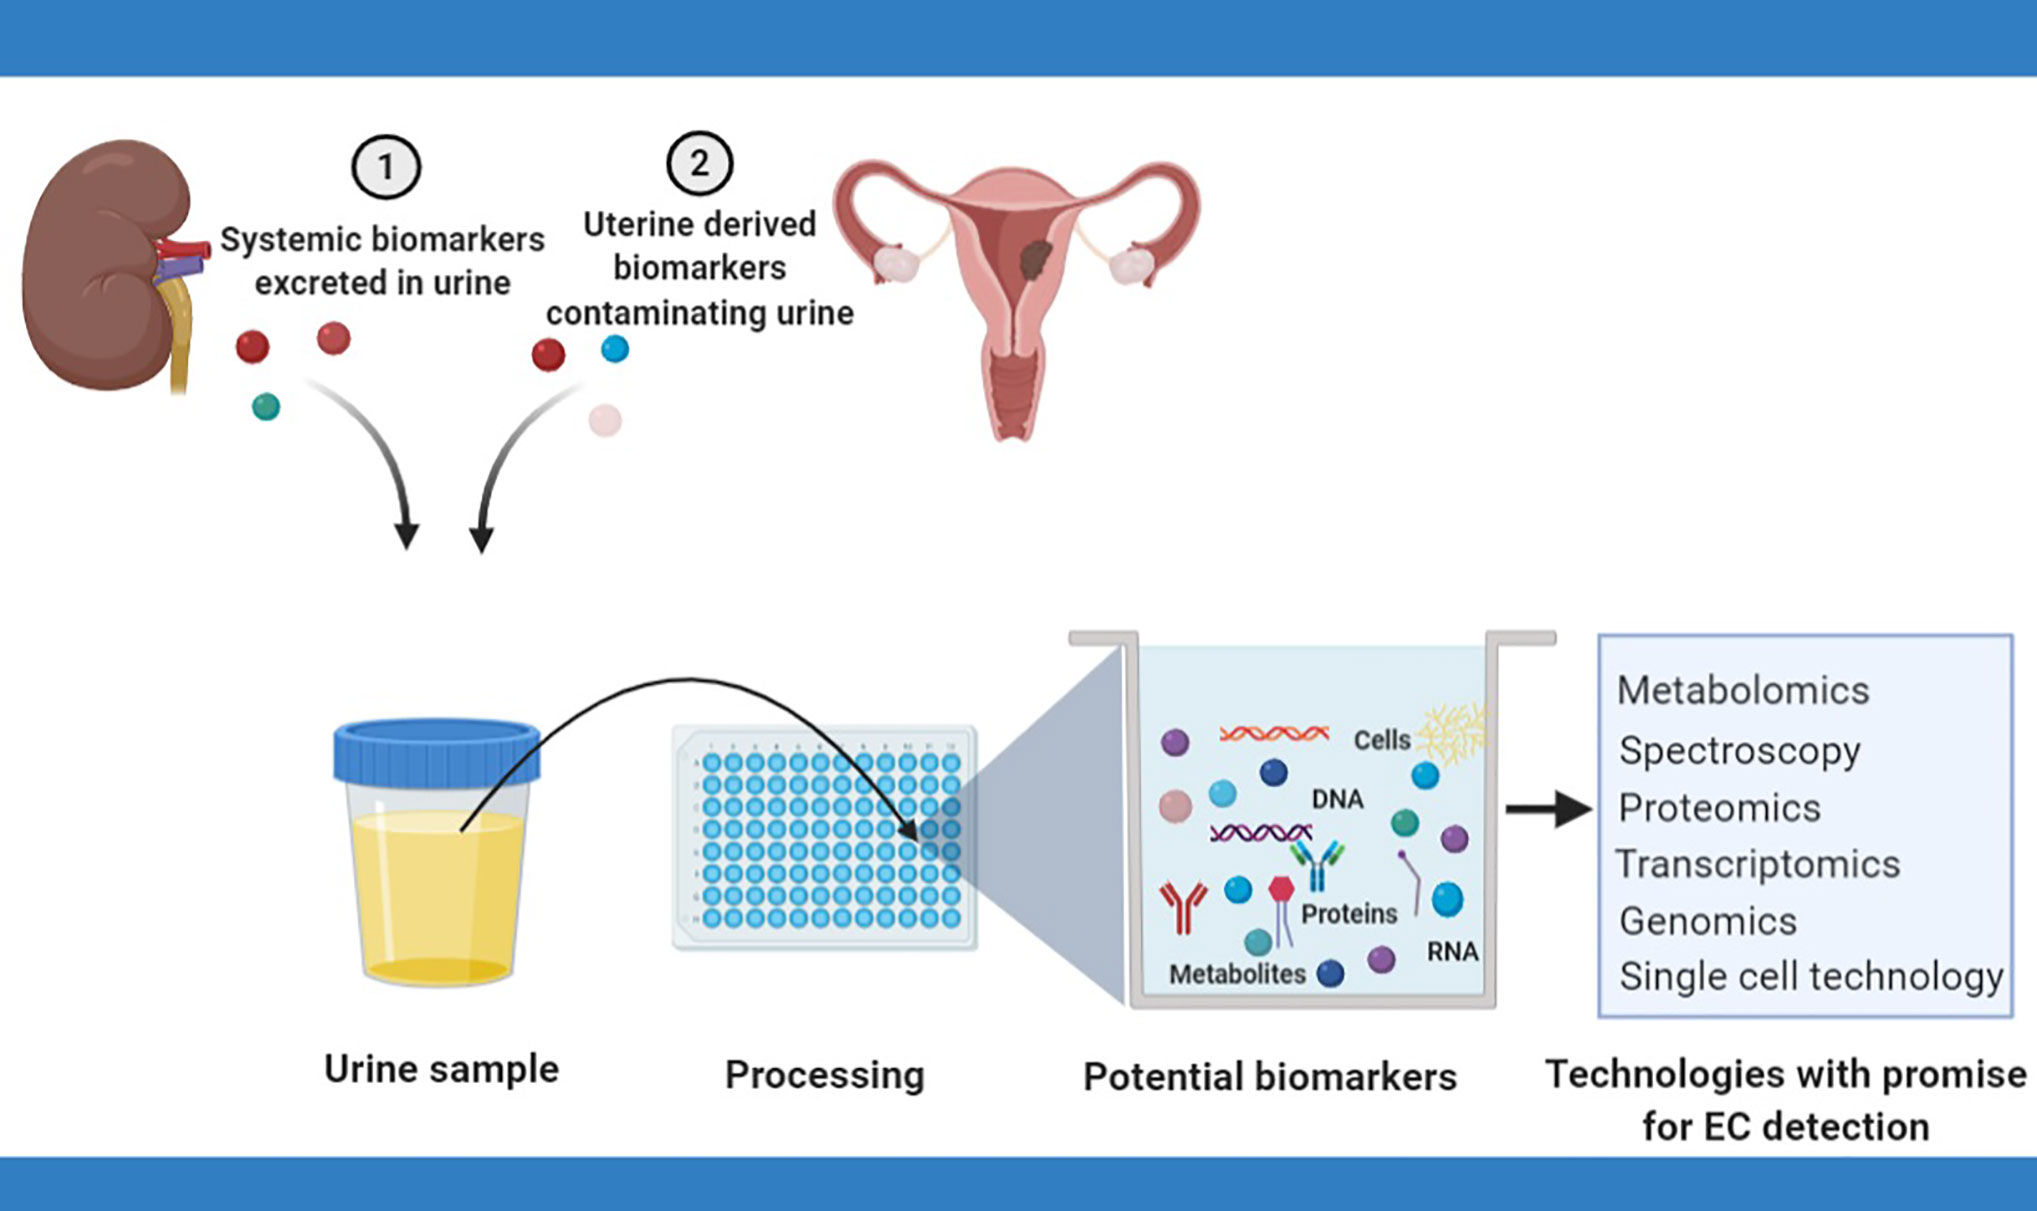 1
Systemic biomarkers
excreted in urine
2
Uterine derived
biomarkers
contaminating urine
Cells
DNA
Proteins
RNA
Metabolites
Metabolomics
Spectroscopy
Proteomics
Transcriptomics
Genomics
Single cell technology
Urine sample
Processing
Potential biomarkers
Technologies with promise
for EC detection